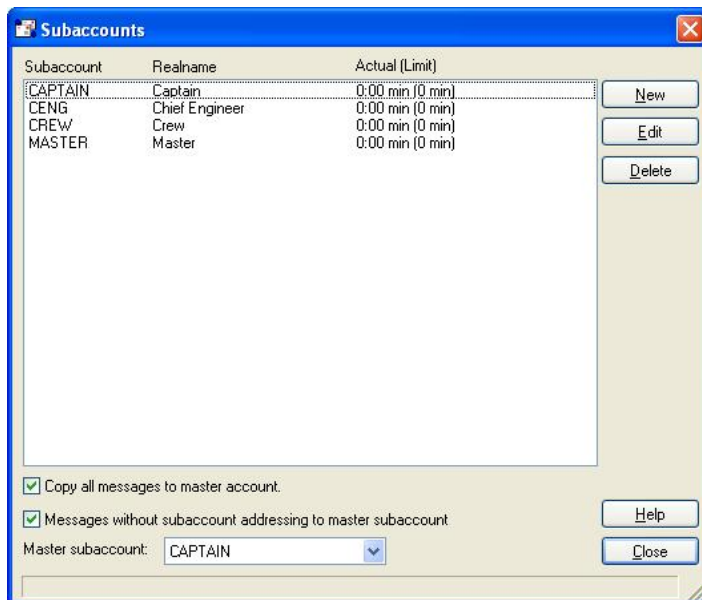 Subaccounts
Subaccount Realname Actual (Limit)
CAPTAIN Captain 0:00 min (0 min)
CENG Chief Engineer 0:00 min (0 min)
CREW Crew 0:00 min (0 min)
MASTER Master 0:00 min (0 min)
New
Edit
Delete
Copy all messages to master account.
Messages without subaccount addressing to master subaccount
Help
Master subaccount: CAPTAIN
Close